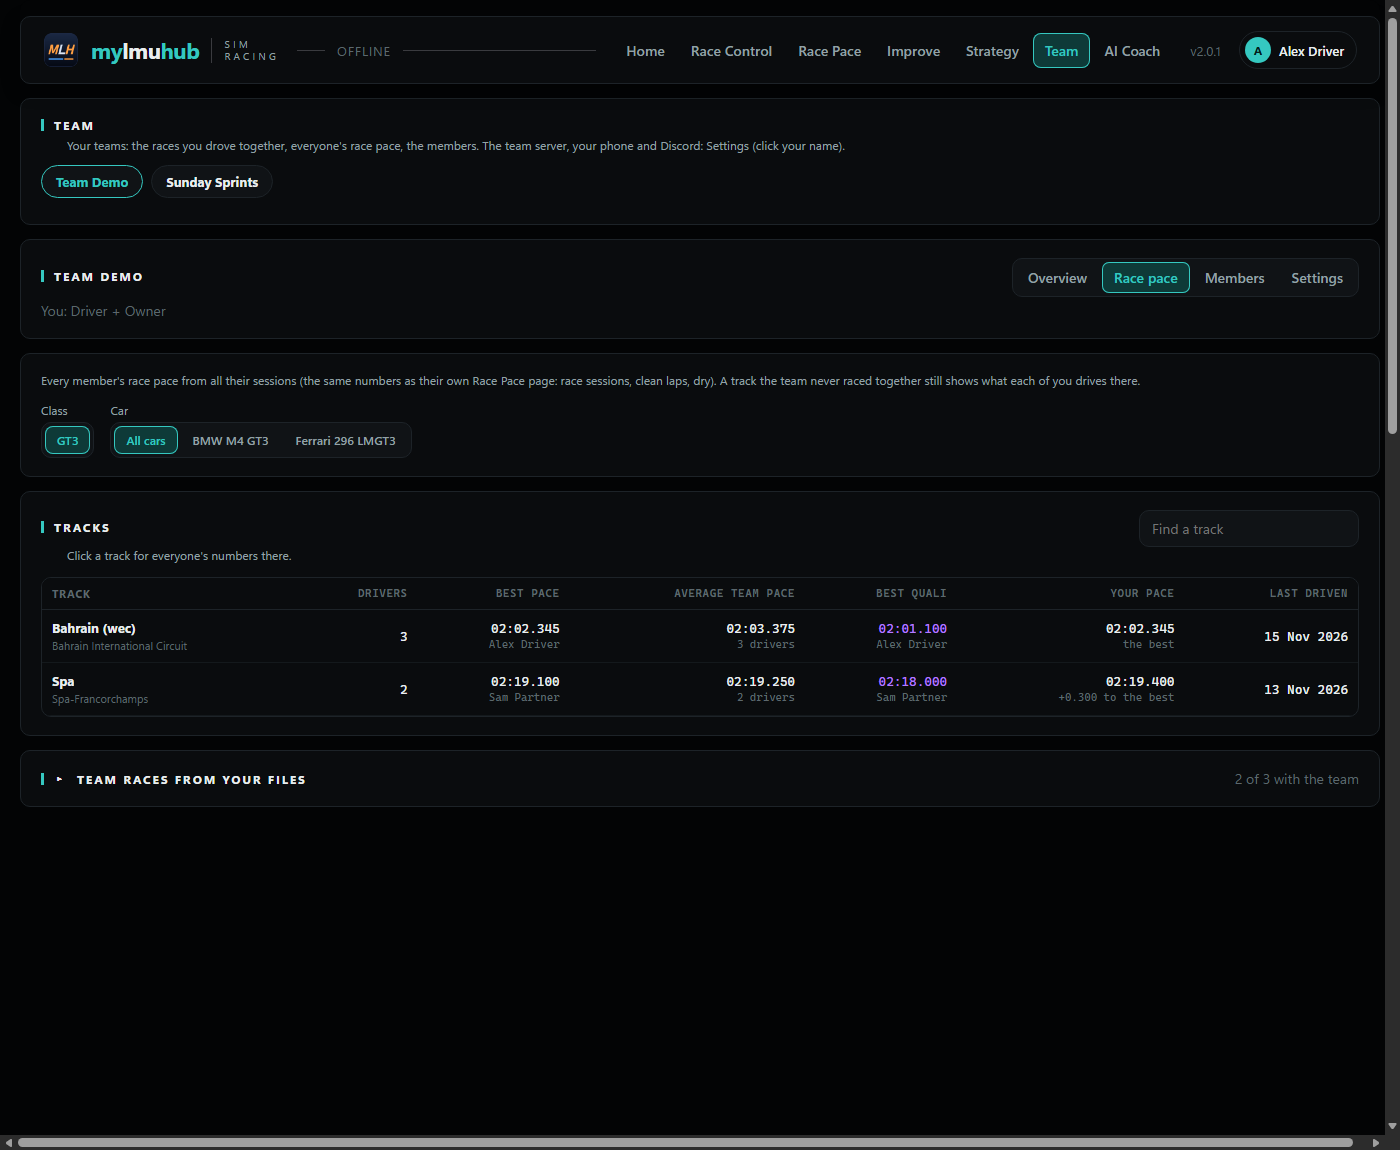 MLH mylmuhub SIM RACING OFFLINE Home Race Control Race Pace Improve Strategy Team AI Coach v2.0.1 A Alex Driver
TEAM
Your teams: the races you drove together, everyone's race pace, the members. The team server, your phone and Discord: Settings (click your name).
Team Demo Sunday Sprints
TEAM DEMO Overview Race pace Members Settings
You: Driver + Owner
Every member's race pace from all their sessions (the same numbers as their own Race Pace page: race sessions, clean laps, dry). A track the team never raced together still shows what each of you drives there.
Class Car
GT3 All cars BMW M4 GT3 Ferrari 296 LMGT3
TRACKS Find a track
Click a track for everyone's numbers there.
TRACK DRIVERS BEST PACE AVERAGE TEAM PACE BEST QUALI YOUR PACE LAST DRIVEN
Bahrain (wec) 3 02:02.345 02:03.375 02:01.100 02:02.345 15 Nov 2026
Bahrain International Circuit Alex Driver 3 drivers Alex Driver the best
Spa 2 02:19.100 02:19.250 02:18.000 02:19.400 13 Nov 2026
Spa-Francorchamps Sam Partner 2 drivers Sam Partner +0.300 to the best
TEAM RACES FROM YOUR FILES 2 of 3 with the team